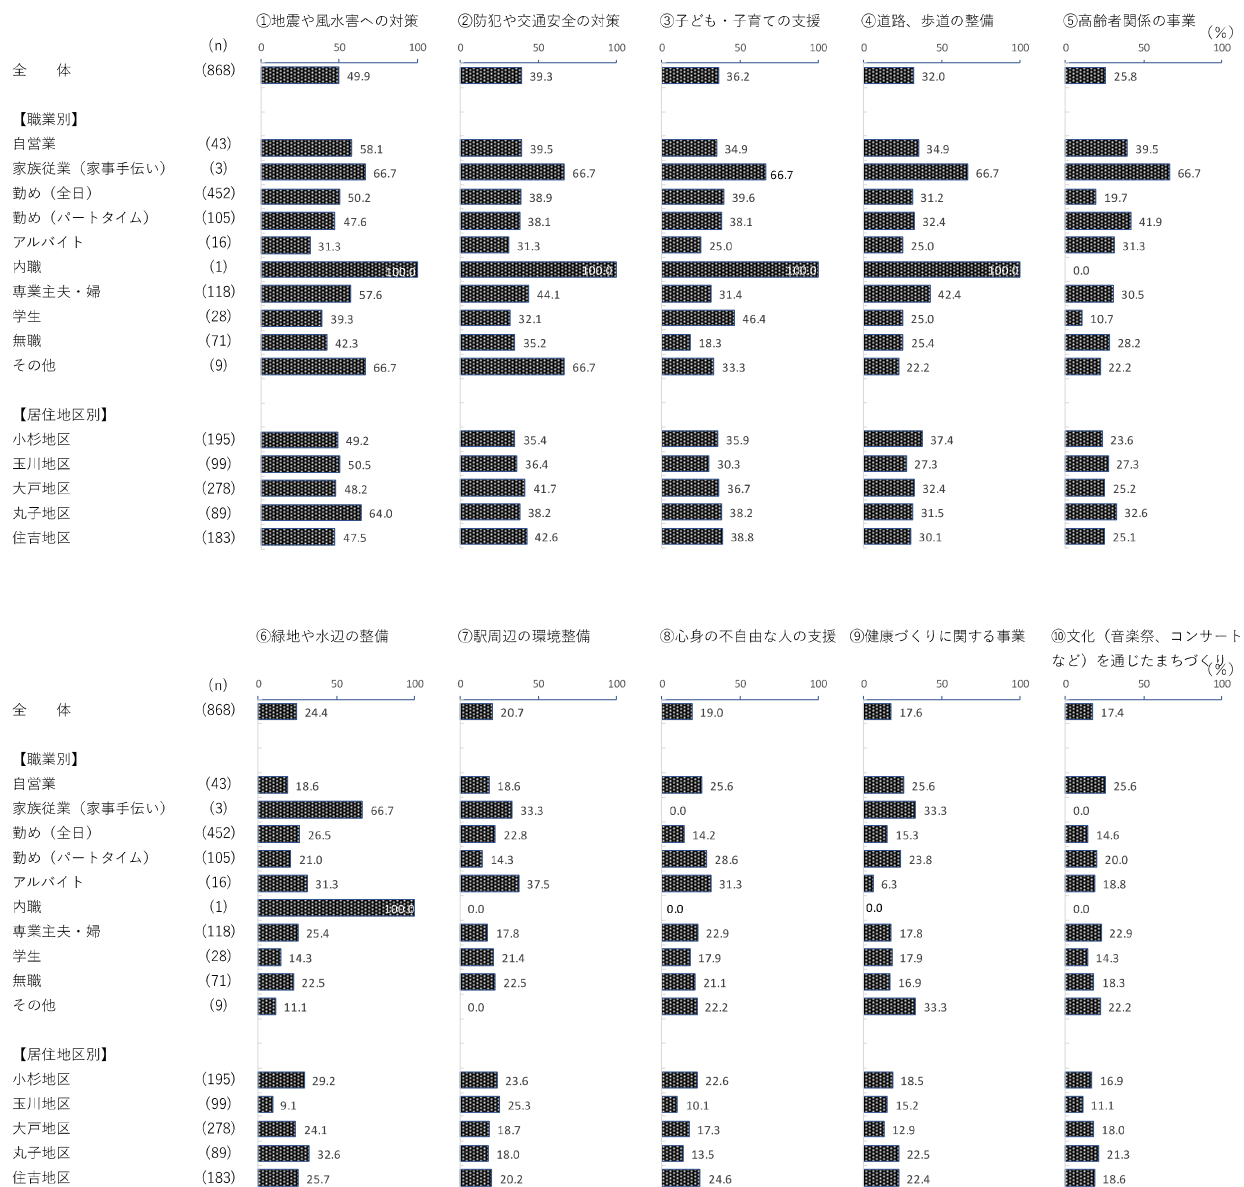 ①地震や風水害への対策 ②防犯や交通安全の対策 ③子ども・子育ての支援 ④道路、歩道の整備 ⑤高齢者関係の事業
(n) (％)
0 50 100 0 50 100 0 50 100 0 50 100 0 50 100
全　体 (868) 49.9 39.3 36.2 32.0 25.8
【職業別】
自営業 (43) 58.1 39.5 34.9 34.9 39.5
家族従業（家事手伝い） (3) 66.7 66.7 66.7 66.7 66.7
勤め（全日） (452) 50.2 38.9 39.6 31.2 19.7
勤め（パートタイム） (105) 47.6 38.1 38.1 32.4 41.9
アルバイト (16) 31.3 31.3 25.0 25.0 31.3
内職 (1) 100.0 100.0 100.0 100.0 0.0
専業主夫・婦 (118) 57.6 44.1 31.4 42.4 30.5
学生 (28) 39.3 32.1 46.4 25.0 10.7
無職 (71) 42.3 35.2 18.3 25.4 28.2
その他 (9) 66.7 66.7 33.3 22.2 22.2
【居住地区別】
小杉地区 (195) 49.2 35.4 35.9 37.4 23.6
玉川地区 (99) 50.5 36.4 30.3 27.3 27.3
大戸地区 (278) 48.2 41.7 36.7 32.4 25.2
丸子地区 (89) 64.0 38.2 38.2 31.5 32.6
住吉地区 (183) 47.5 42.6 38.8 30.1 25.1
⑥緑地や水辺の整備 ⑦駅周辺の環境整備 ⑧心身の不自由な人の支援 ⑨健康づくりに関する事業 ⑩文化（音楽祭、コンサート
など）を通じたまちづくり
(n) (％)
0 50 100 0 50 100 0 50 100 0 50 100 0 50 100
全　体 (868) 24.4 20.7 19.0 17.6 17.4
【職業別】
自営業 (43) 18.6 18.6 25.6 25.6 25.6
家族従業（家事手伝い） (3) 66.7 33.3 0.0 33.3 0.0
勤め（全日） (452) 26.5 22.8 14.2 15.3 14.6
勤め（パートタイム） (105) 21.0 14.3 28.6 23.8 20.0
アルバイト (16) 31.3 37.5 31.3 6.3 18.8
内職 (1) 100.0 0.0 0.0 0.0 0.0
専業主夫・婦 (118) 25.4 17.8 22.9 17.8 22.9
学生 (28) 14.3 21.4 17.9 17.9 14.3
無職 (71) 22.5 22.5 21.1 16.9 18.3
その他 (9) 11.1 0.0 22.2 33.3 22.2
【居住地区別】
小杉地区 (195) 29.2 23.6 22.6 18.5 16.9
玉川地区 (99) 9.1 25.3 10.1 15.2 11.1
大戸地区 (278) 24.1 18.7 17.3 12.9 18.0
丸子地区 (89) 32.6 18.0 13.5 22.5 21.3
住吉地区 (183) 25.7 20.2 24.6 22.4 18.6